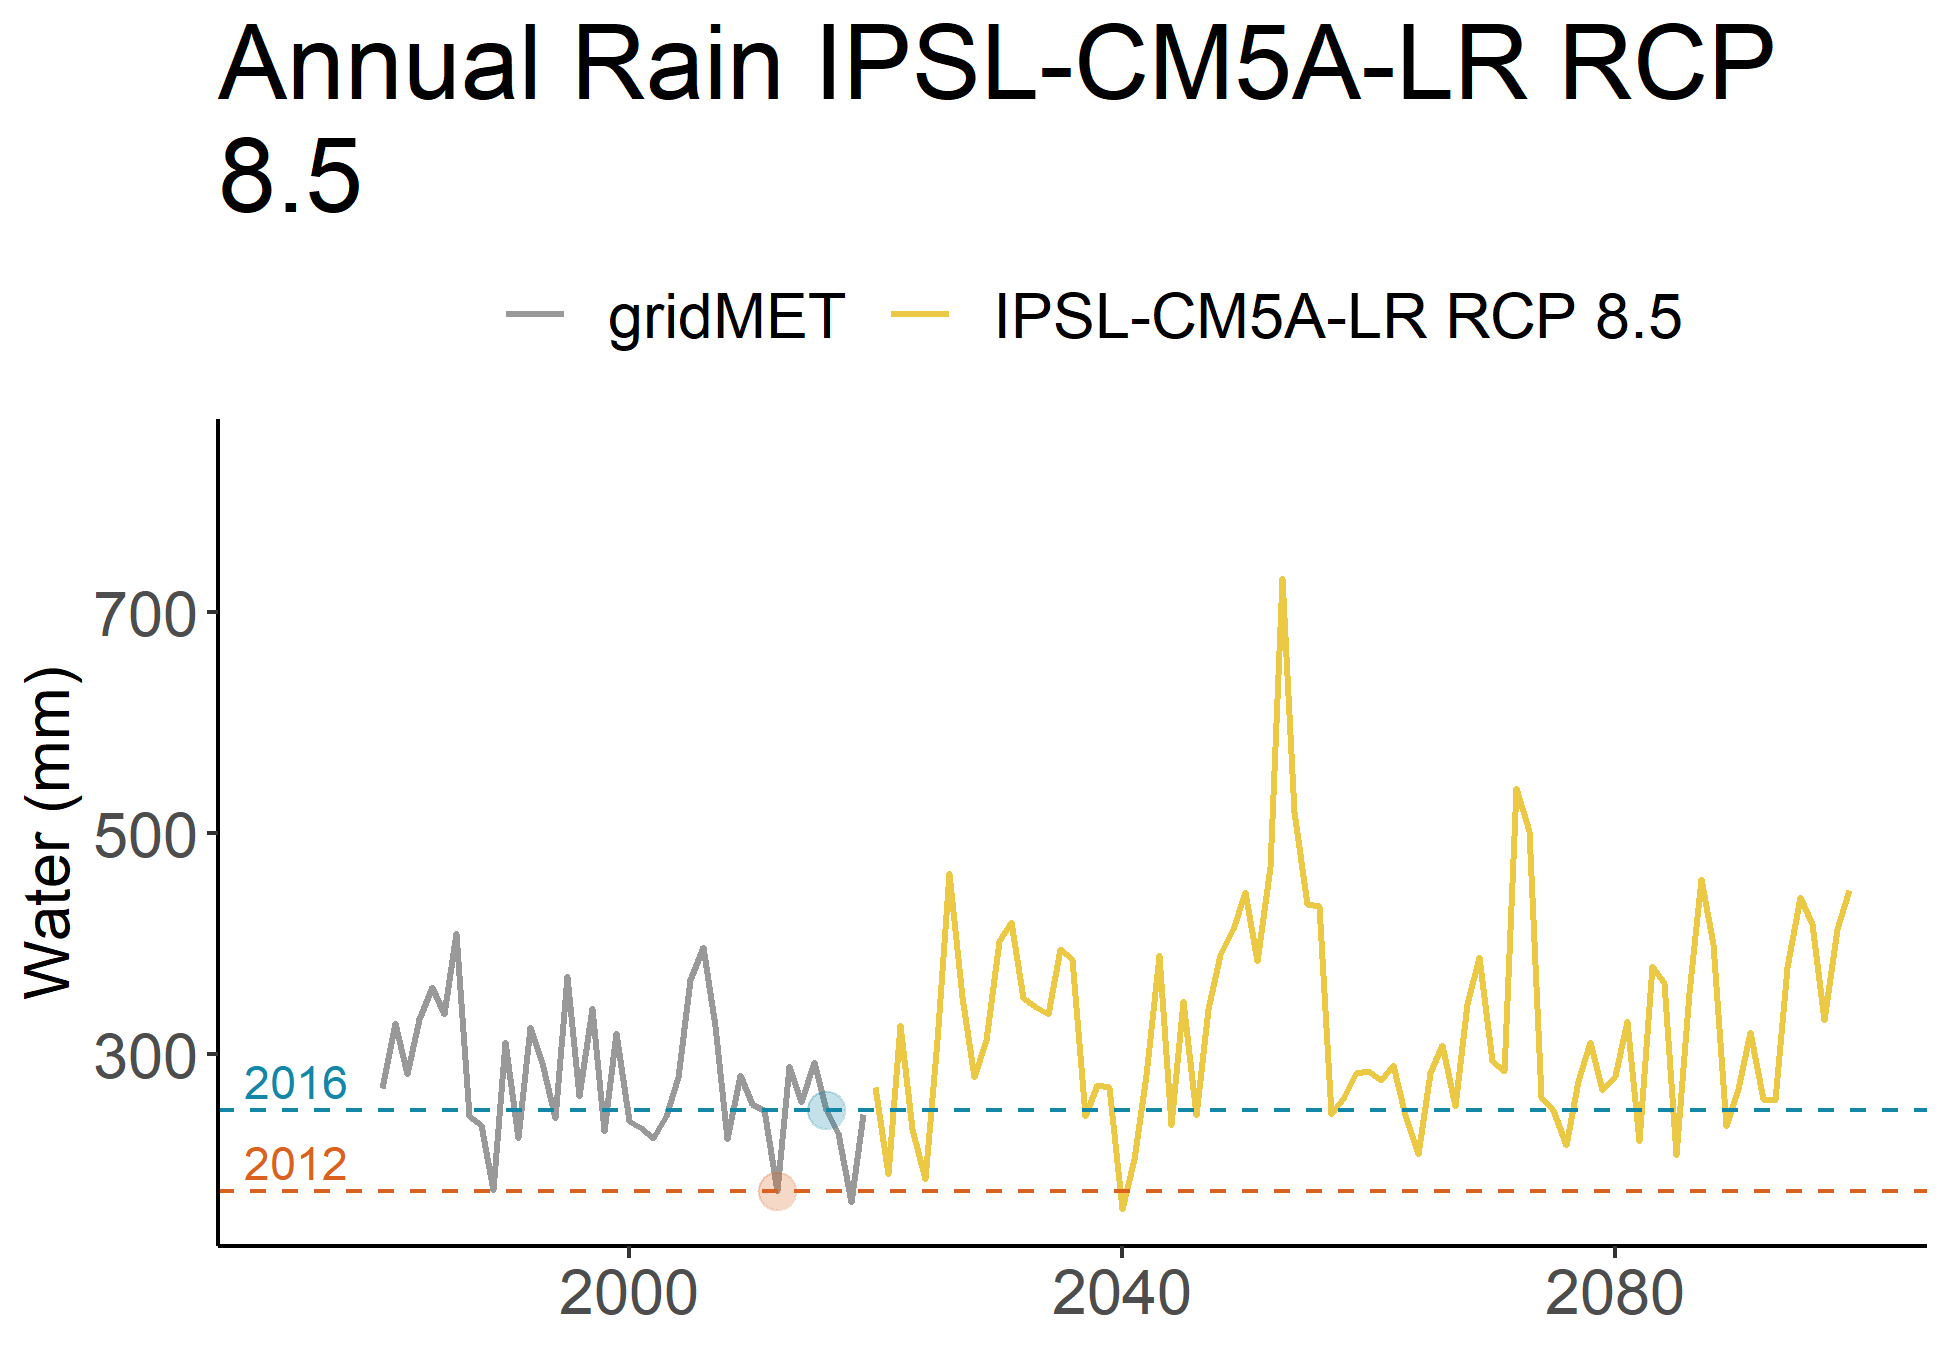 Annual Rain IPSL-CM5A-LR RCP
8.5
gridMET IPSL-CM5A-LR RCP 8.5
Water (mm)
700
500
300
2016
2012
2000 2040 2080